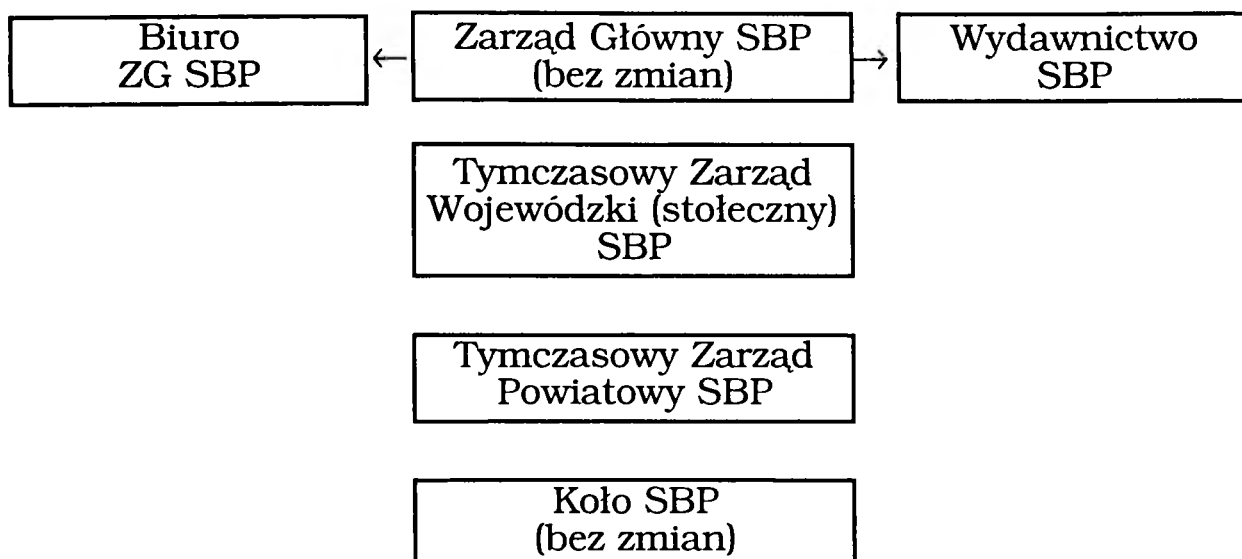 Biuro
ZG SBP
Zarząd Główny SBP
(bez zmian)
Wydawnictwo
SBP
Tymczasowy Zarząd
Wojewódzki (stołeczny)
SBP
Tymczasowy Zarząd
Powiatowy SBP
Koło SBP
(bez zmian)